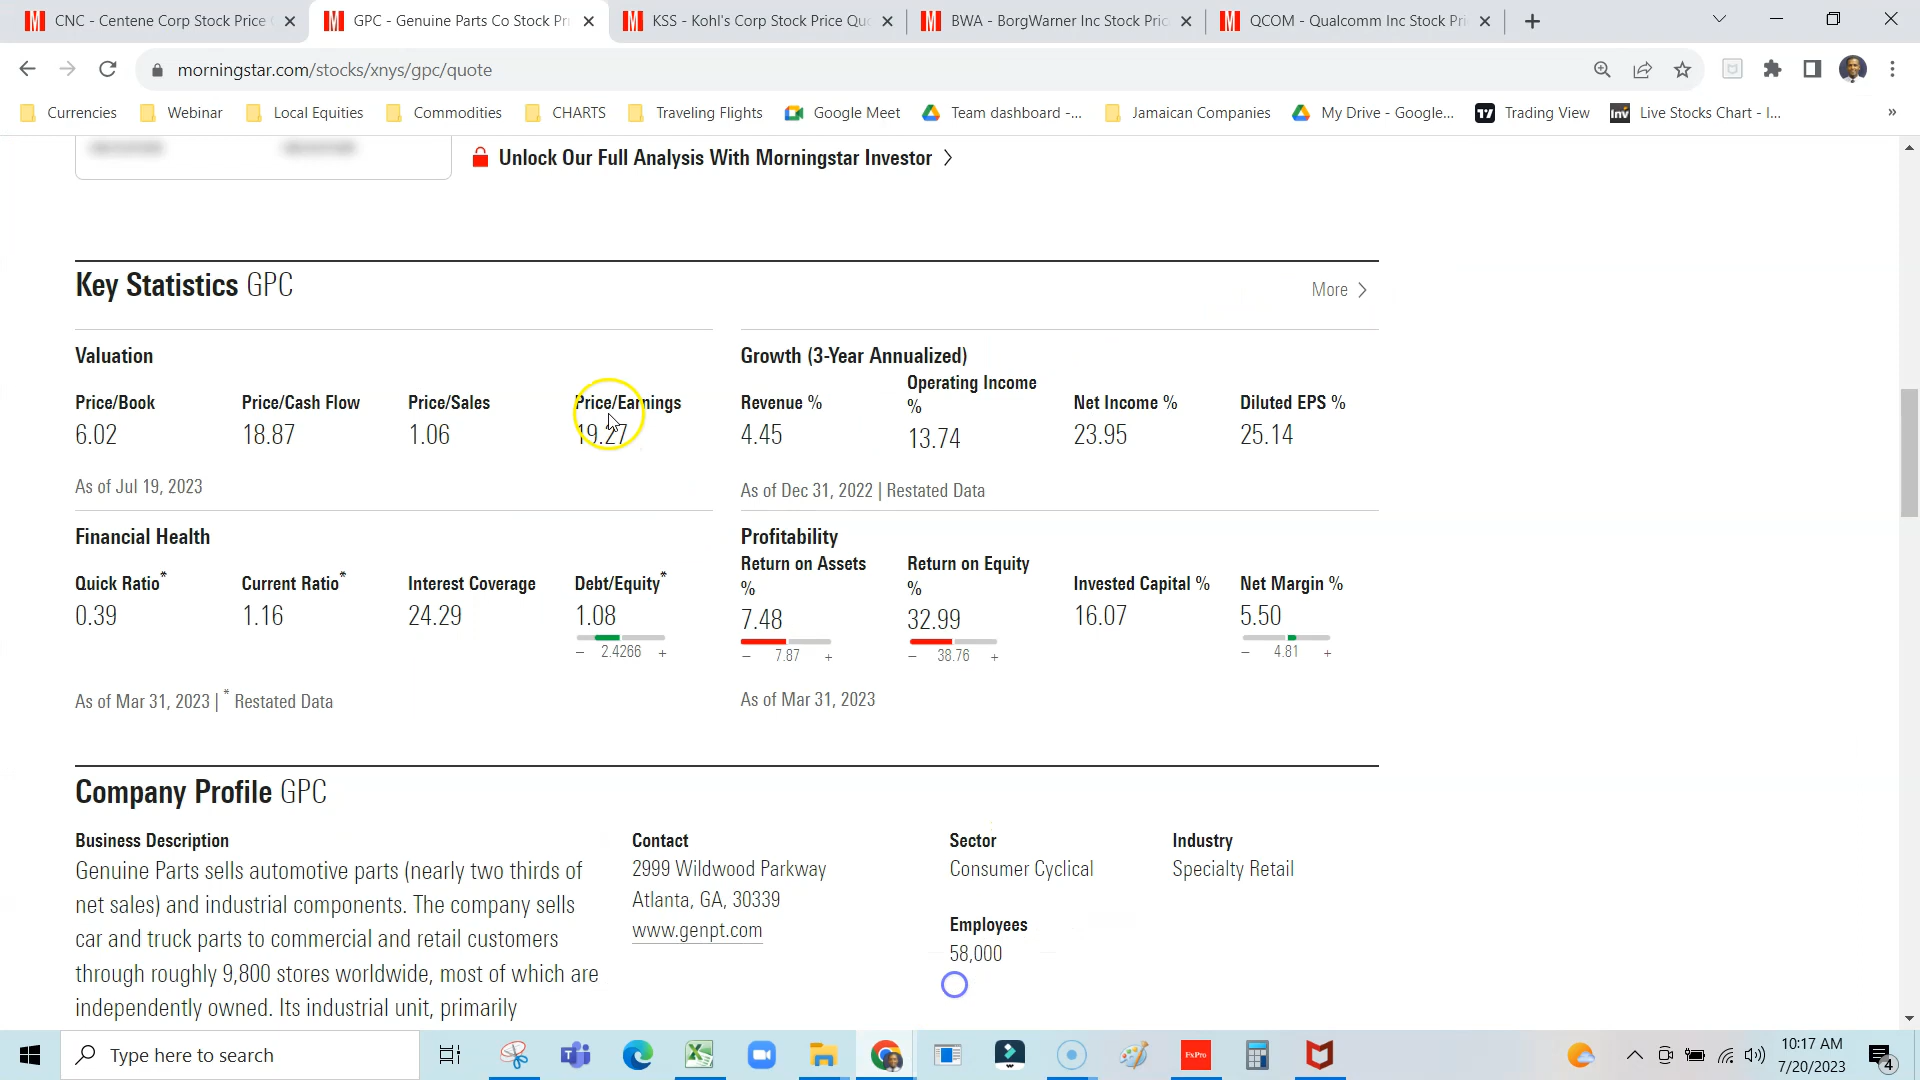 CNC - Centene Corp Stock Price
GPC - Genuine Parts Co Stock Pri
KSS - Kohl's Corp Stock Price Quo
BWA - BorgWarner Inc Stock Pric
QCOM - Qualcomm Inc Stock Pri
morningstar.com/stocks/xnys/gpc/quote
Currencies
Webinar
Local Equities
Commodities
CHARTS
Traveling Flights
Google Meet
Team dashboard -...
Jamaican Companies
My Drive - Google...
Trading View
Live Stocks Chart - I...
»
Unlock Our Full Analysis With Morningstar Investor
Key Statistics GPC
More
Valuation
Price/Book Price/Cash Flow Price/Sales Price/Earnings
6.02 18.87 1.06 19.27
As of Jul 19, 2023
Growth (3-Year Annualized)
Revenue % Operating Income % Net Income % Diluted EPS %
4.45 13.74 23.95 25.14
As of Dec 31, 2022 | Restated Data
Financial Health
Quick Ratio* Current Ratio* Interest Coverage Debt/Equity*
0.39 1.16 24.29 1.08
– 2.4266 +
As of Mar 31, 2023 | * Restated Data
Profitability
Return on Assets % Return on Equity % Invested Capital % Net Margin %
7.48 32.99 16.07 5.50
– 7.87 + – 38.76 + – 4.81 +
As of Mar 31, 2023
Company Profile GPC
Business Description
Genuine Parts sells automotive parts (nearly two thirds of
net sales) and industrial components. The company sells
car and truck parts to commercial and retail customers
through roughly 9,800 stores worldwide, most of which are
independently owned. Its industrial unit, primarily
Contact
2999 Wildwood Parkway
Atlanta, GA, 30339
www.genpt.com
Sector
Consumer Cyclical
Industry
Specialty Retail
Employees
58,000
Type here to search
FxPro
10:17 AM
7/20/2023
4